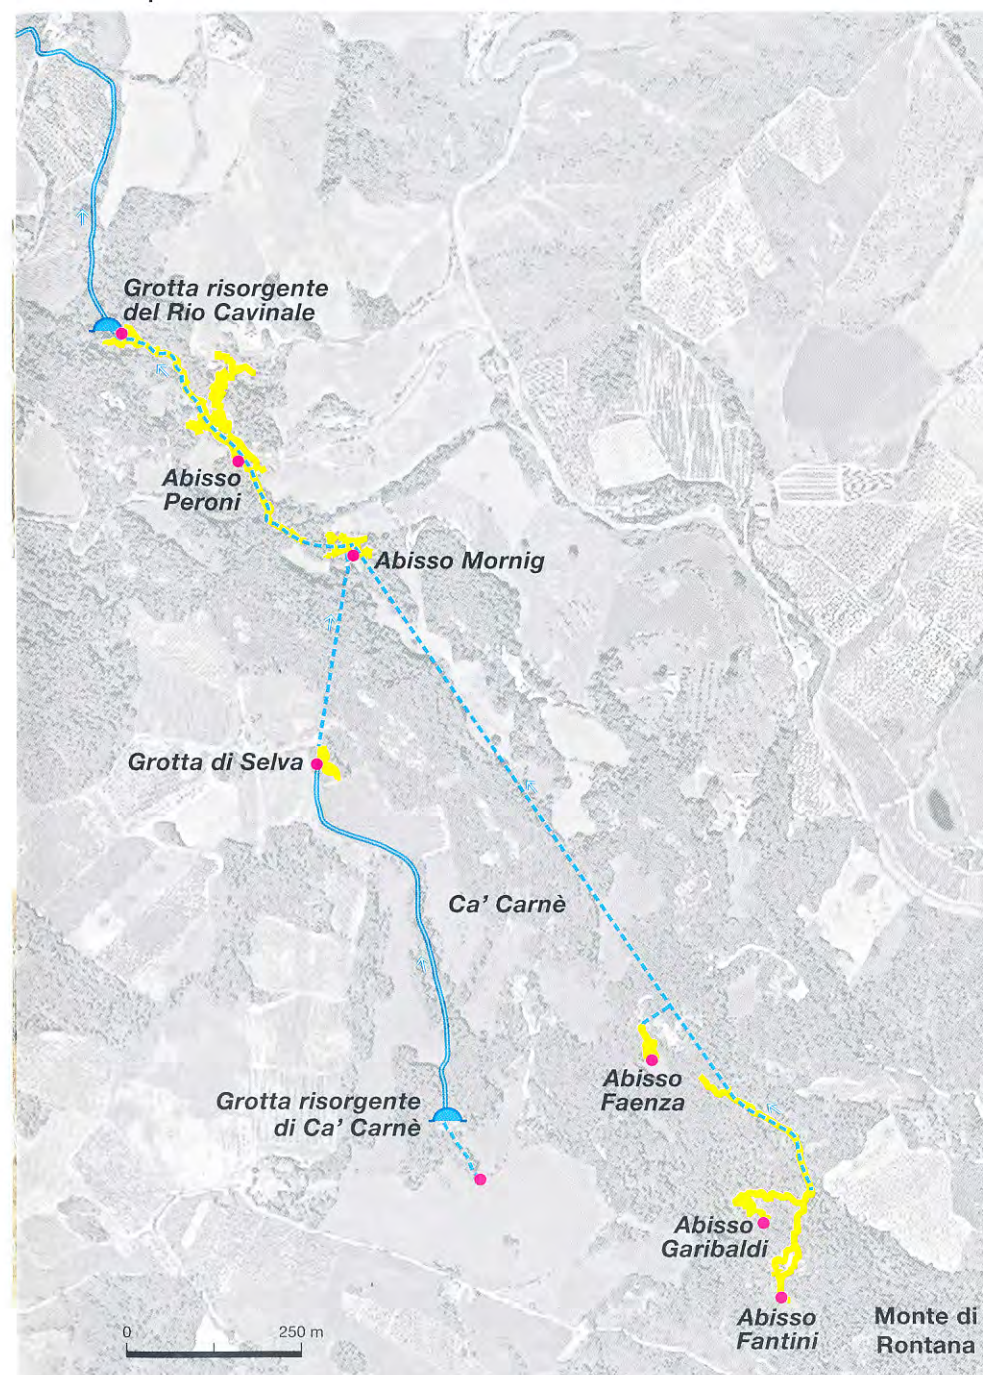 Grotta risorgente
del Rio Cavinale
Abisso
Peroni
Abisso Mornig
Grotta di Selva
Ca' Carnè
Abisso
Faenza
Grotta risorgente
di Ca' Carnè
Abisso
Garibaldi
Abisso
Fantini
Monte di
Rontana
0
250 m